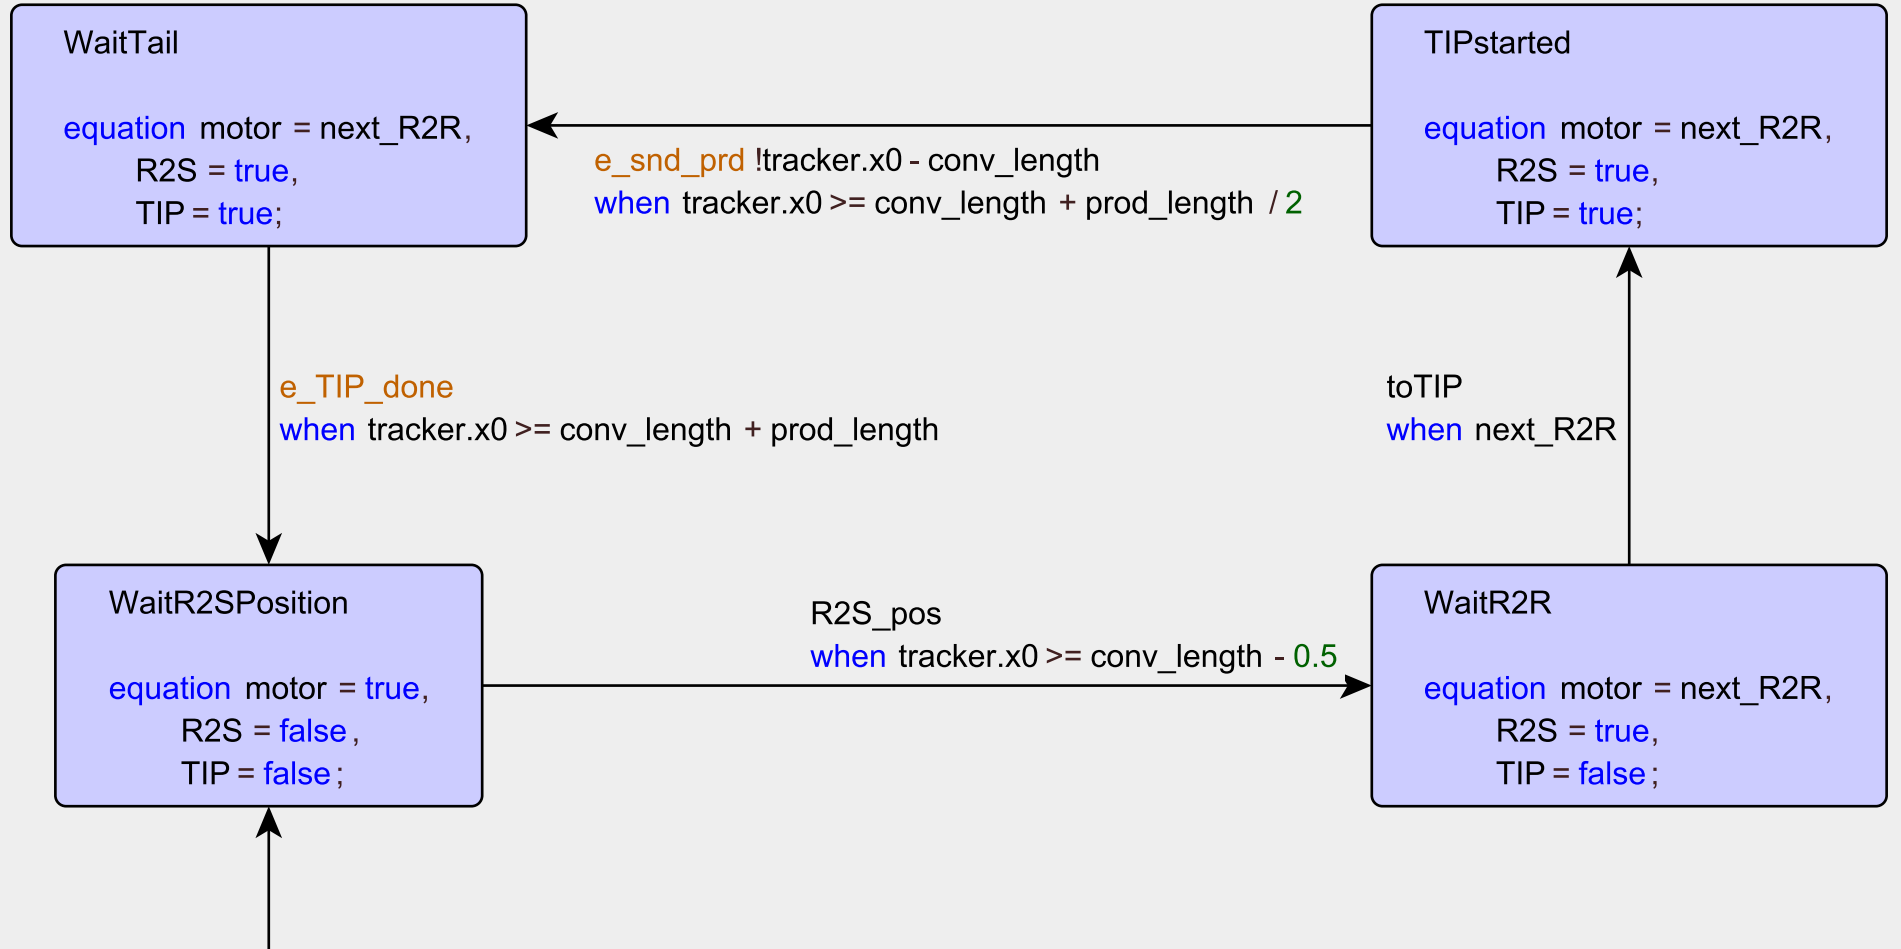 WaitTail
equation motor = next_R2R,
R2S = true,
TIP = true;
TIPstarted
equation motor = next_R2R,
R2S = true,
TIP = true;
e_snd_prd !tracker.x0 - conv_length
when tracker.x0 >= conv_length + prod_length / 2
e_TIP_done
when tracker.x0 >= conv_length + prod_length
toTIP
when next_R2R
WaitR2SPosition
equation motor = true,
R2S = false,
TIP = false;
R2S_pos
when tracker.x0 >= conv_length - 0.5
WaitR2R
equation motor = next_R2R,
R2S = true,
TIP = false;